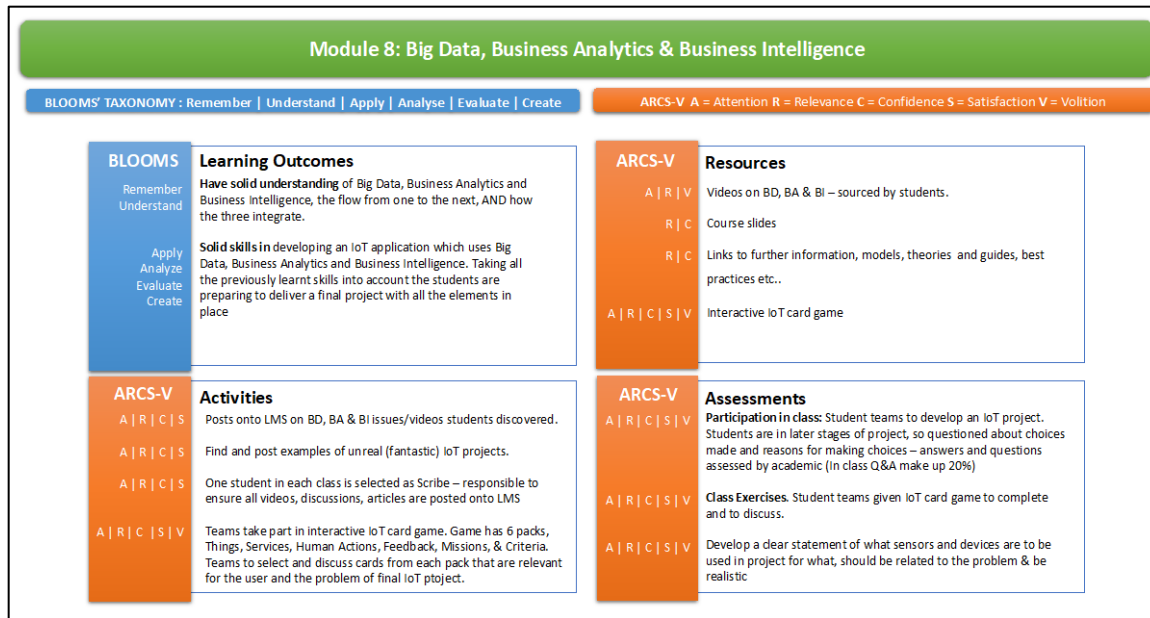 Module 8: Big Data, Business Analytics & Business Intelligence
BLOOMS' TAXONOMY : Remember | Understand | Apply | Analyse | Evaluate | Create
ARCS-V A = Attention R = Relevance C = Confidence S = Satisfaction V = Volition
BLOOMS
Remember
Understand
Apply
Analyze
Evaluate
Create
Learning Outcomes
Have solid understanding of Big Data, Business Analytics and
Business Intelligence, the flow from one to the next, AND how
the three integrate.
Solid skills in developing an IoT application which uses Big
Data, Business Analytics and Business Intelligence. Taking all
the previously learnt skills into account the students are
preparing to deliver a final project with all the elements in
place
ARCS-V
Resources
A | R | V Videos on BD, BA & BI – sourced by students.
R | C Course slides
R | C Links to further information, models, theories and guides, best
practices etc..
A | R | C | S | V Interactive IoT card game
ARCS-V
Activities
A | R | C | S Posts onto LMS on BD, BA & BI issues/videos students discovered.
A | R | C | S Find and post examples of unreal (fantastic) IoT projects.
A | R | C | S One student in each class is selected as Scribe – responsible to
ensure all videos, discussions, articles are posted onto LMS
A | R | C | S | V Teams take part in interactive IoT card game. Game has 6 packs,
Things, Services, Human Actions, Feedback, Missions, & Criteria.
Teams to select and discuss cards from each pack that are relevant
for the user and the problem of final IoT ptoject.
ARCS-V
Assessments
A | R | C | S | V Participation in class: Student teams to develop an IoT project.
Students are in later stages of project, so questioned about choices
made and reasons for making choices – answers and questions
assessed by academic (In class Q&A make up 20%)
A | R | C | S | V Class Exercises. Student teams given IoT card game to complete
and to discuss.
A | R | C | S | V Develop a clear statement of what sensors and devices are to be
used in project for what, should be related to the problem & be
realistic